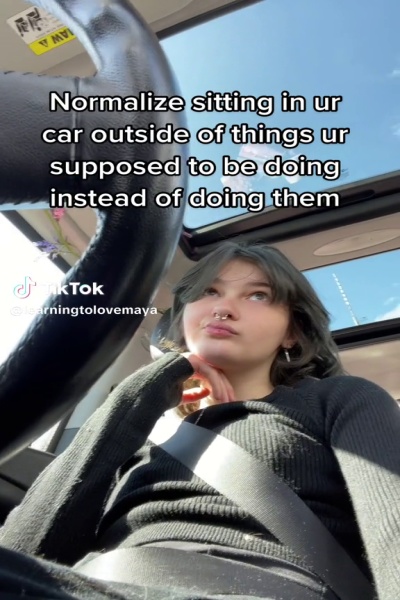 Normalize sitting in ur
car outside of things ur
supposed to be doing
instead of doing them
TikTok